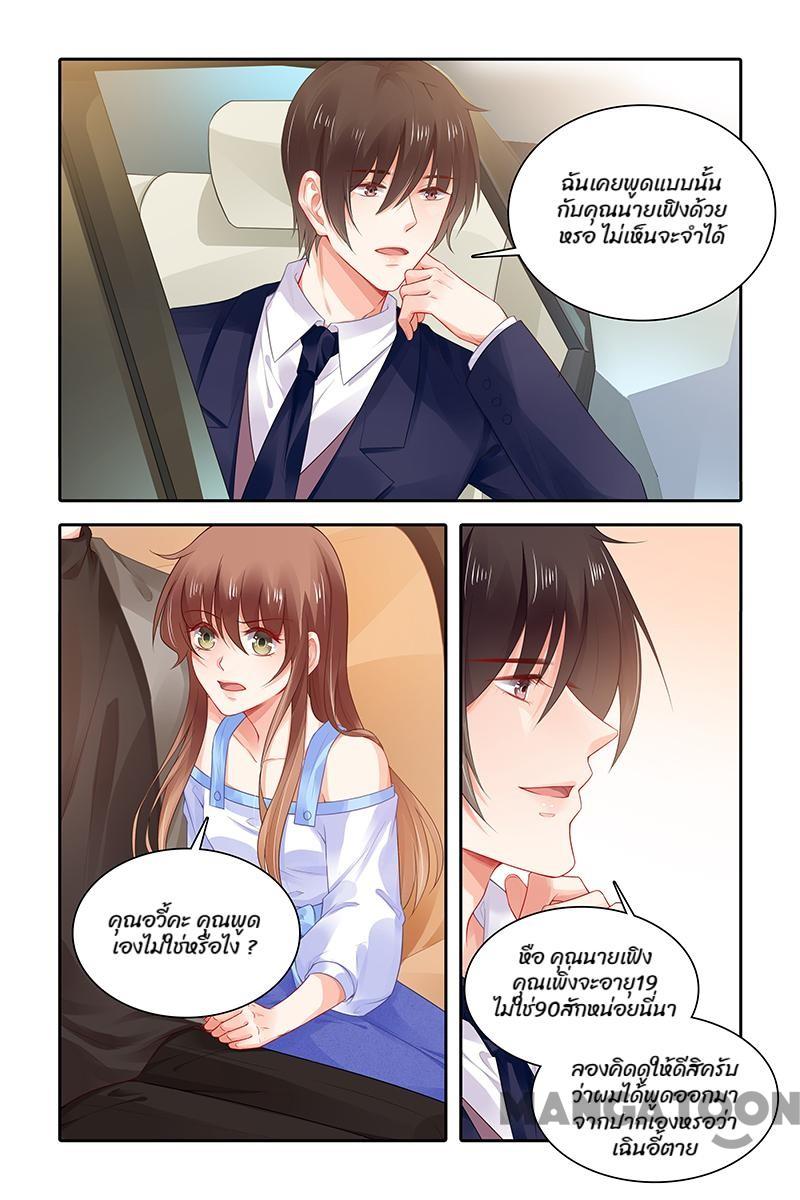 ฉันเคยพูดแบบนั้น
กับคุณนายเฟิงด้วย
หรอ ไม่เห็นจะจำได้
คุณอวี้คะ คุณพูด
เองไม่ใช่หรือไง ?
หือ คุณนายเฟิง
คุณเพิ่งจะอายุ19
ไม่ใช่90สักหน่อยนี่นา
ลองคิดดูให้ดีสิครับ
ว่าผมได้พูดออกมา
จากปากเองหรอว่า
เฉินอี้ตาย
MANGATOON